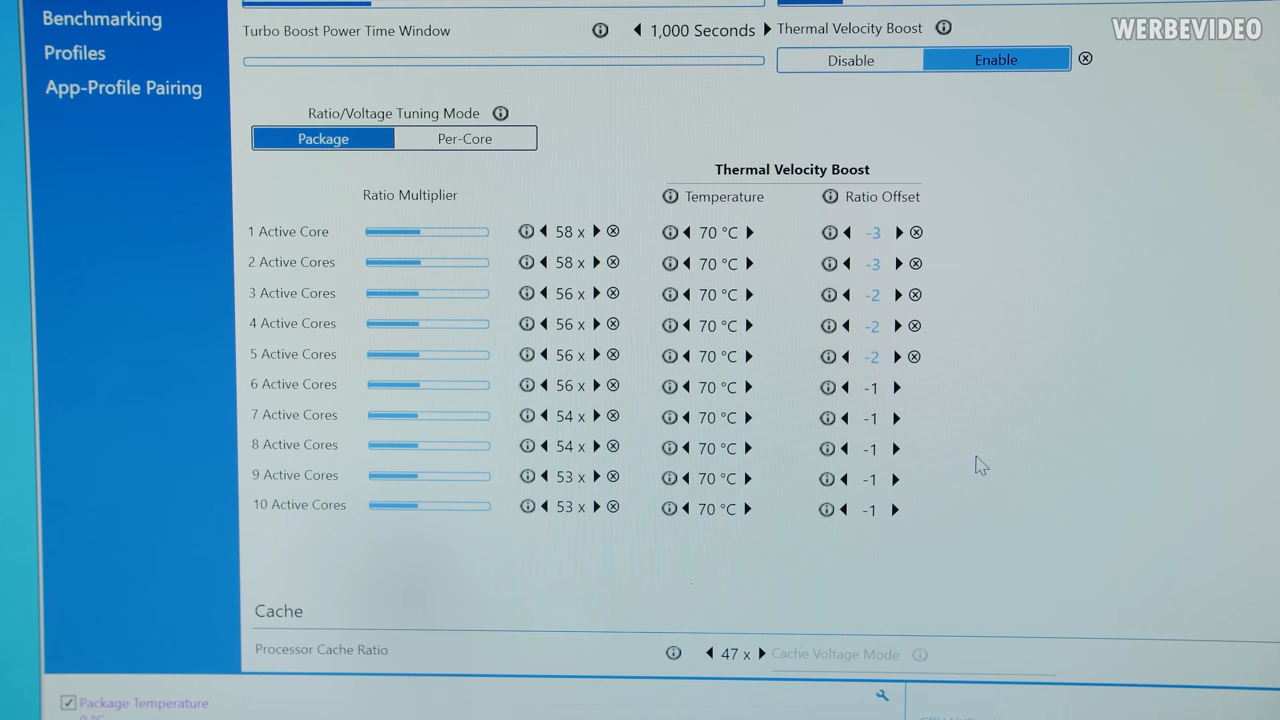 WERBEVIDEO
Benchmarking
Profiles
App-Profile Pairing
Turbo Boost Power Time Window 1,000 Seconds Thermal Velocity Boost
Disable Enable
Ratio/Voltage Tuning Mode
Package Per-Core
Thermal Velocity Boost
Ratio Multiplier Temperature Ratio Offset
1 Active Core 58 x 70 °C -3
2 Active Cores 58 x 70 °C -3
3 Active Cores 56 x 70 °C -2
4 Active Cores 56 x 70 °C -2
5 Active Cores 56 x 70 °C -2
6 Active Cores 56 x 70 °C -1
7 Active Cores 54 x 70 °C -1
8 Active Cores 54 x 70 °C -1
9 Active Cores 53 x 70 °C -1
10 Active Cores 53 x 70 °C -1
Cache
Processor Cache Ratio 47 x Cache Voltage Mode
Package Temperature